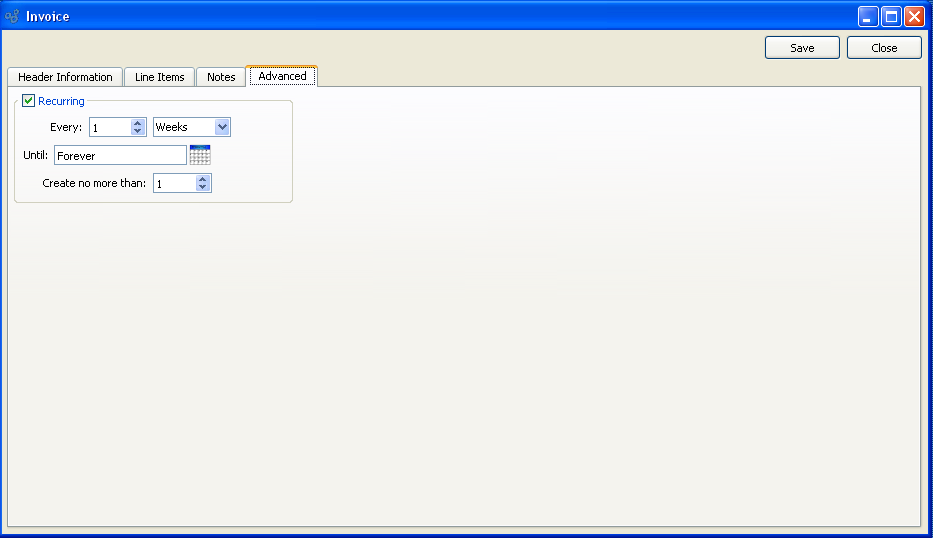 Invoice
Save Close
Header Information Line Items Notes Advanced
Recurring
Every: 1 Weeks
Until: Forever
Create no more than: 1